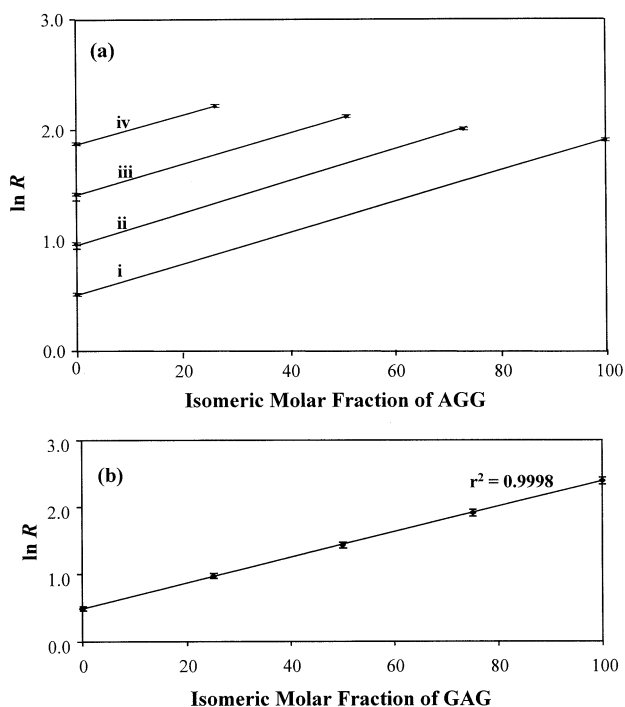 (a)
3.0
2.0
1.0
0.0
ln R
iv
iii
ii
i
0 20 40 60 80 100
Isomeric Molar Fraction of AGG
(b)
3.0
2.0
1.0
0.0
ln R
r² = 0.9998
0 20 40 60 80 100
Isomeric Molar Fraction of GAG